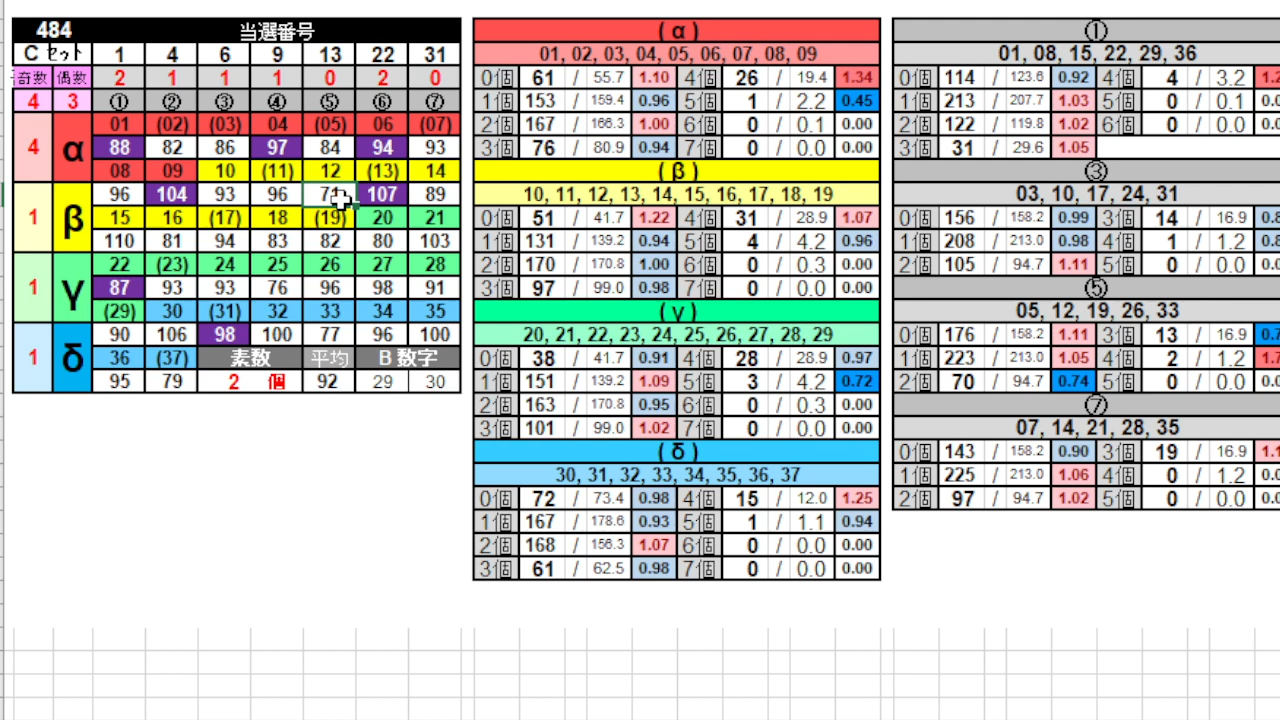 484 当選番号
C セット 1 4 6 9 13 22 31
奇数 偶数 2 1 1 1 0 2 0
4 3 ① ② ③ ④ ⑤ ⑥ ⑦
4 α 01 (02) (03) 04 (05) 06 (07)
88 82 86 97 84 94 93
08 09 10 (11) 12 (13) 14
1 β 96 104 93 96 107 89
15 16 (17) 18 (19) 20 21
110 81 94 83 82 80 103
1 γ 22 (23) 24 25 26 27 28
87 93 93 76 96 98 91
(29) 30 (31) 32 33 34 35
1 δ 90 106 98 100 77 96 100
36 (37) 素数 平均 B 数字
95 79 2 個 92 29 30
( α )
01, 02, 03, 04, 05, 06, 07, 08, 09
0個 61 / 55.7 1.10 4個 26 / 19.4 1.34
1個 153 / 159.4 0.96 5個 1 / 2.2 0.45
2個 167 / 166.3 1.00 6個 0 / 0.1 0.00
3個 76 / 80.9 0.94 7個 0 / 0.0 0.00
( β )
10, 11, 12, 13, 14, 15, 16, 17, 18, 19
0個 51 / 41.7 1.22 4個 31 / 28.9 1.07
1個 131 / 139.2 0.94 5個 4 / 4.2 0.96
2個 170 / 170.8 1.00 6個 0 / 0.3 0.00
3個 97 / 99.0 0.98 7個 0 / 0.0 0.00
( γ )
20, 21, 22, 23, 24, 25, 26, 27, 28, 29
0個 38 / 41.7 0.91 4個 28 / 28.9 0.97
1個 151 / 139.2 1.09 5個 3 / 4.2 0.72
2個 163 / 170.8 0.95 6個 0 / 0.3 0.00
3個 101 / 99.0 1.02 7個 0 / 0.0 0.00
( δ )
30, 31, 32, 33, 34, 35, 36, 37
0個 72 / 73.4 0.98 4個 15 / 12.0 1.25
1個 167 / 178.6 0.93 5個 1 / 1.1 0.94
2個 168 / 156.3 1.07 6個 0 / 0.0 0.00
3個 61 / 62.5 0.98 7個 0 / 0.0 0.00
①
01, 08, 15, 22, 29, 36
0個 114 / 123.6 0.92 4個 4 / 3.2
1個 213 / 207.7 1.03 5個 0 / 0.1
2個 122 / 119.8 1.02 6個 0 / 0.0
3個 31 / 29.6 1.05
③
03, 10, 17, 24, 31
0個 156 / 158.2 0.99 3個 14 / 16.9
1個 208 / 213.0 0.98 4個 1 / 1.2
2個 105 / 94.7 1.11 5個 0 / 0.0
⑤
05, 12, 19, 26, 33
0個 176 / 158.2 1.11 3個 13 / 16.9
1個 223 / 213.0 1.05 4個 2 / 1.2
2個 70 / 94.7 0.74 5個 0 / 0.0
⑦
07, 14, 21, 28, 35
0個 143 / 158.2 0.90 3個 19 / 16.9
1個 225 / 213.0 1.06 4個 0 / 1.2
2個 97 / 94.7 1.02 5個 0 / 0.0